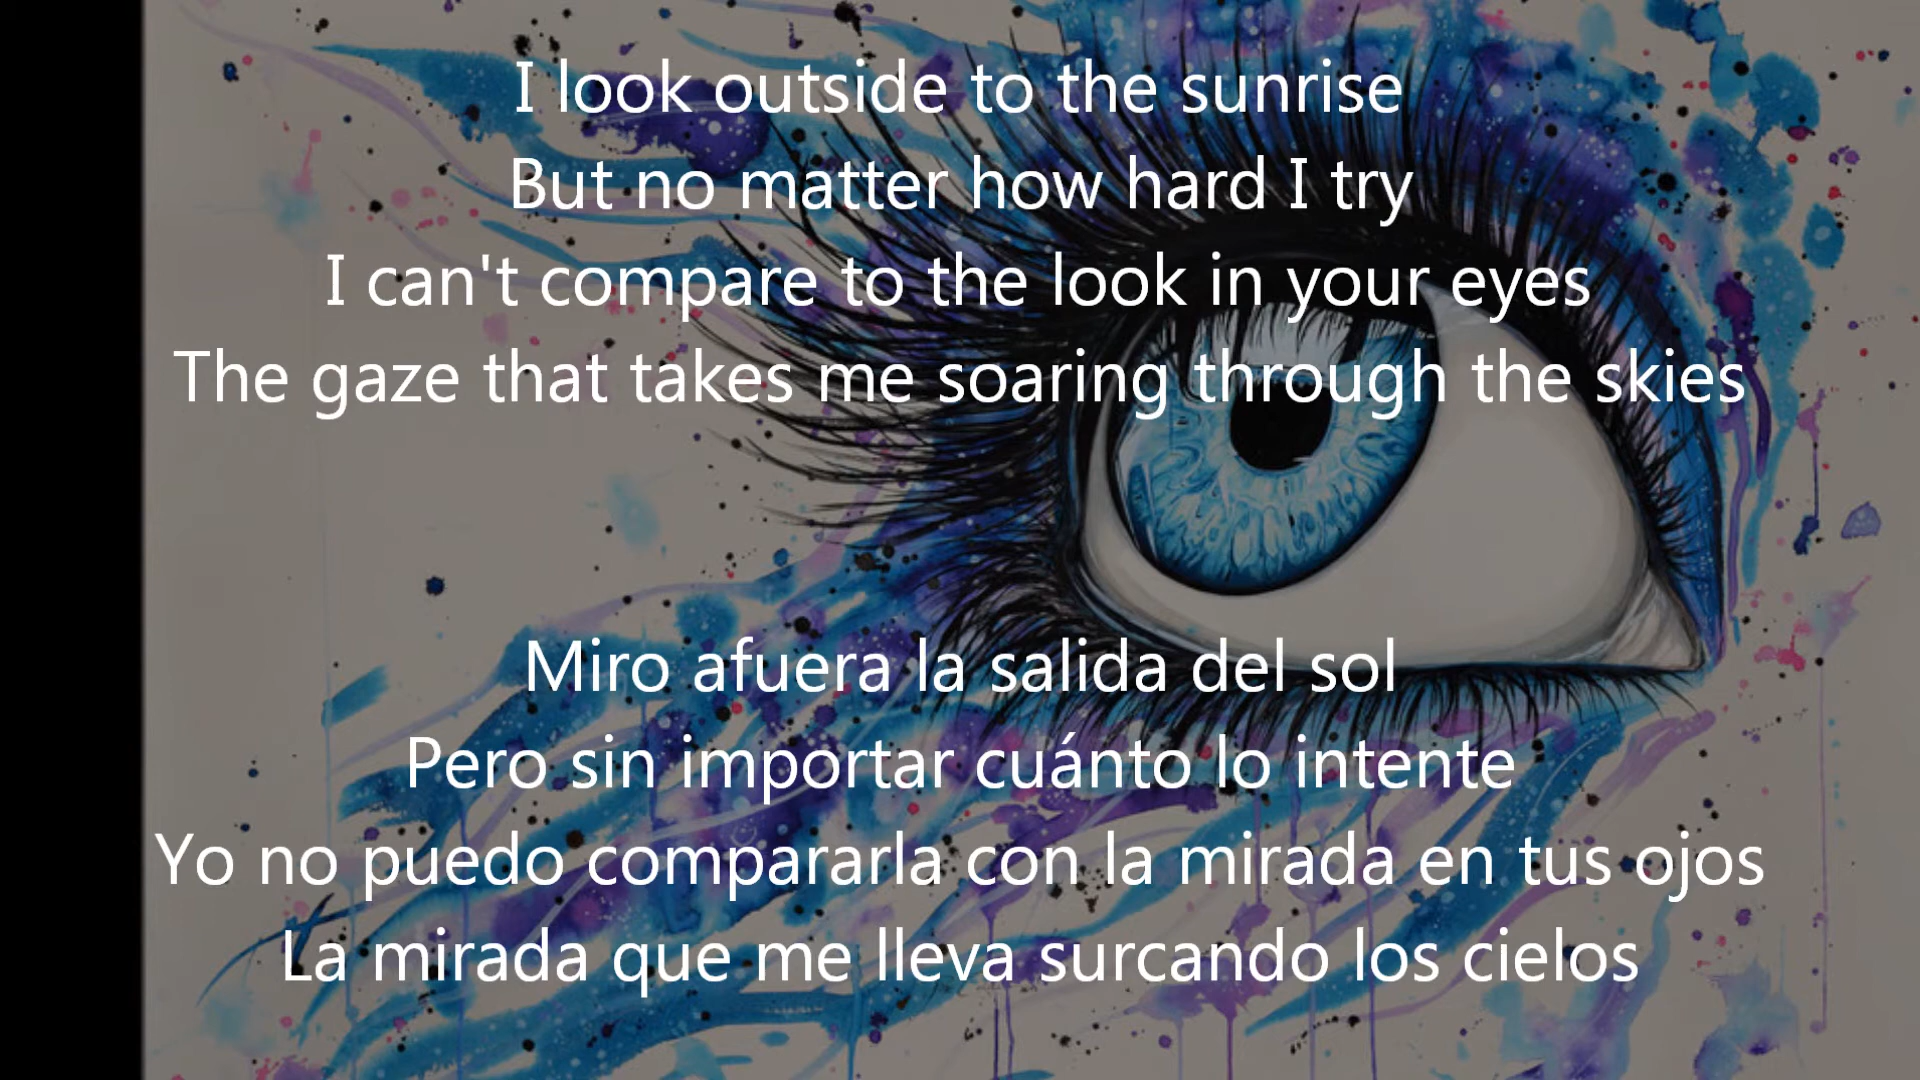 I look outside to the sunrise
But no matter how hard I try
I can't compare to the look in your eyes
The gaze that takes me soaring through the skies
Miro afuera la salida del sol
Pero sin importar cuánto lo intente
Yo no puedo compararla con la mirada en tus ojos
La mirada que me lleva surcando los cielos